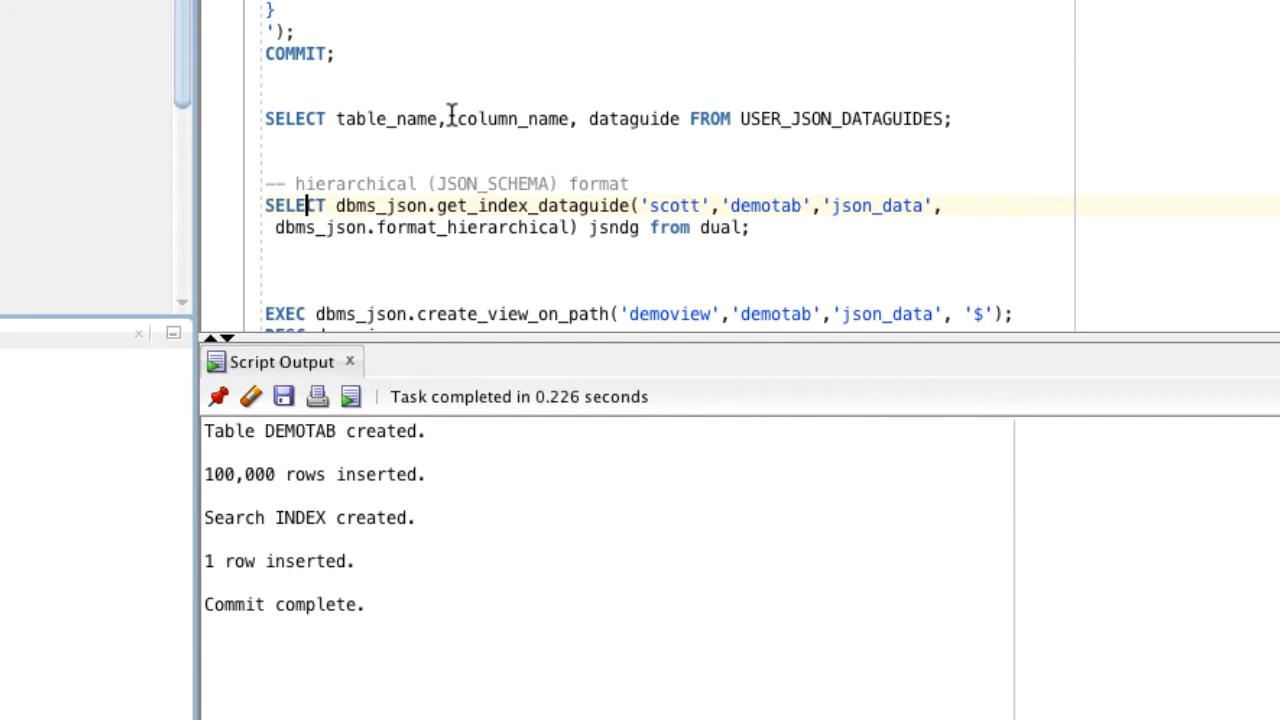 }
');
COMMIT;
SELECT table_name, column_name, dataguide FROM USER_JSON_DATAGUIDES;
-- hierarchical (JSON_SCHEMA) format
SELECT dbms_json.get_index_dataguide('scott','demotab','json_data',
dbms_json.format_hierarchical) jsndg from dual;
EXEC dbms_json.create_view_on_path('demoview','demotab','json_data', '$');
Script Output x
Task completed in 0.226 seconds
Table DEMOTAB created.
100,000 rows inserted.
Search INDEX created.
1 row inserted.
Commit complete.